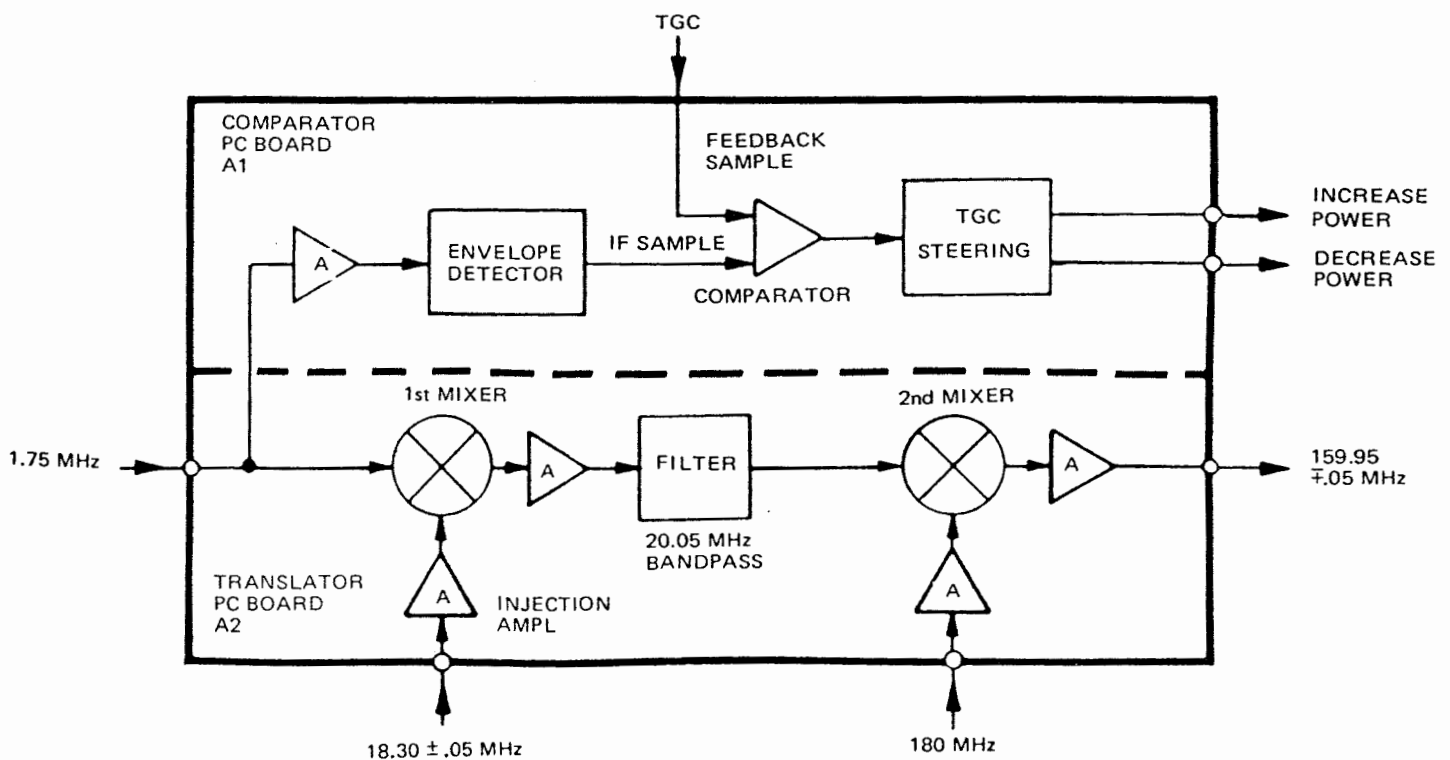 TGC
COMPARATOR
PC BOARD
A1
FEEDBACK
SAMPLE
A
ENVELOPE
DETECTOR
IF SAMPLE
COMPARATOR
TGC
STEERING
INCREASE
POWER
DECREASE
POWER
1st MIXER
2nd MIXER
1.75 MHz
A
FILTER
A
159.95
∓.05 MHz
20.05 MHz
BANDPASS
TRANSLATOR
PC BOARD
A2
A
INJECTION
AMPL
A
18.30 ± .05 MHz
180 MHz